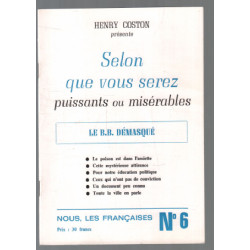 HENRY COSTON
présente
Selon
que vous serez
puissants ou misérables
LE B.B. DÉMASQUÉ
● Le poison est dans l'assiette
● Cette mystérieuse attirance
● Pour notre éducation politique
● Ceux qui n'ont pas de conviction
● Un document peu connu
● Toute la ville en parle
NOUS, LES FRANÇAISES
N° 6
Prix : 30 francs